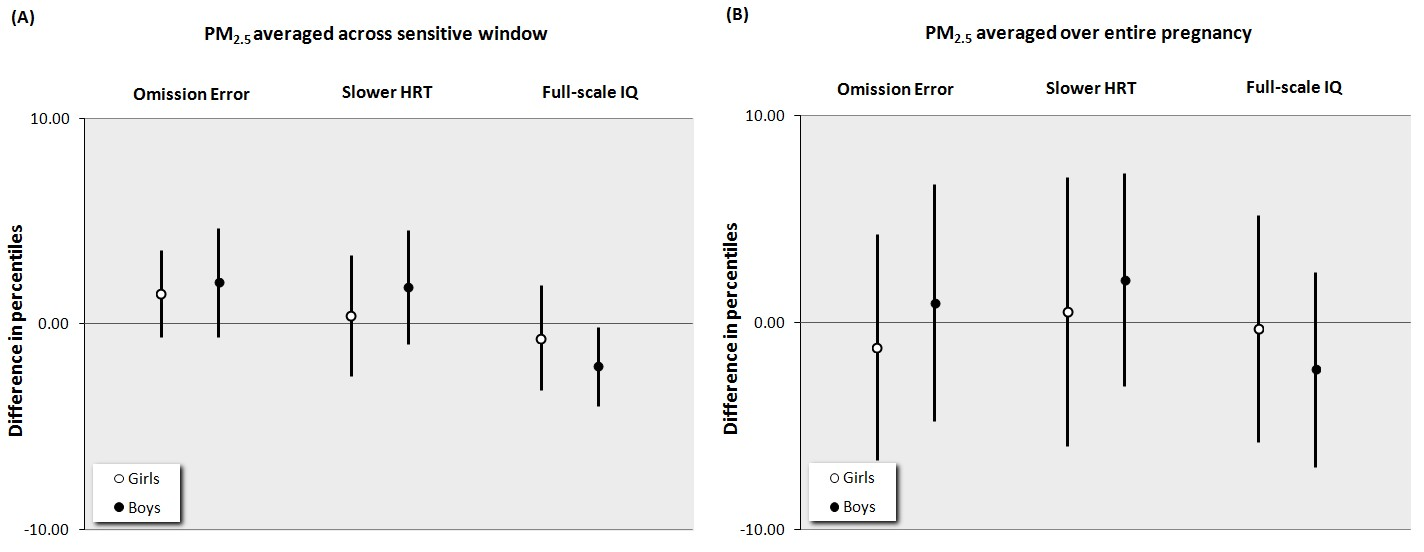 (A)
PM2.5 averaged across sensitive window
Omission Error
Slower HRT
Full-scale IQ
10.00
0.00
-10.00
Difference in percentiles
Girls
Boys
(B)
PM2.5 averaged over entire pregnancy
Omission Error
Slower HRT
Full-scale IQ
10.00
0.00
-10.00
Difference in percentiles
Girls
Boys